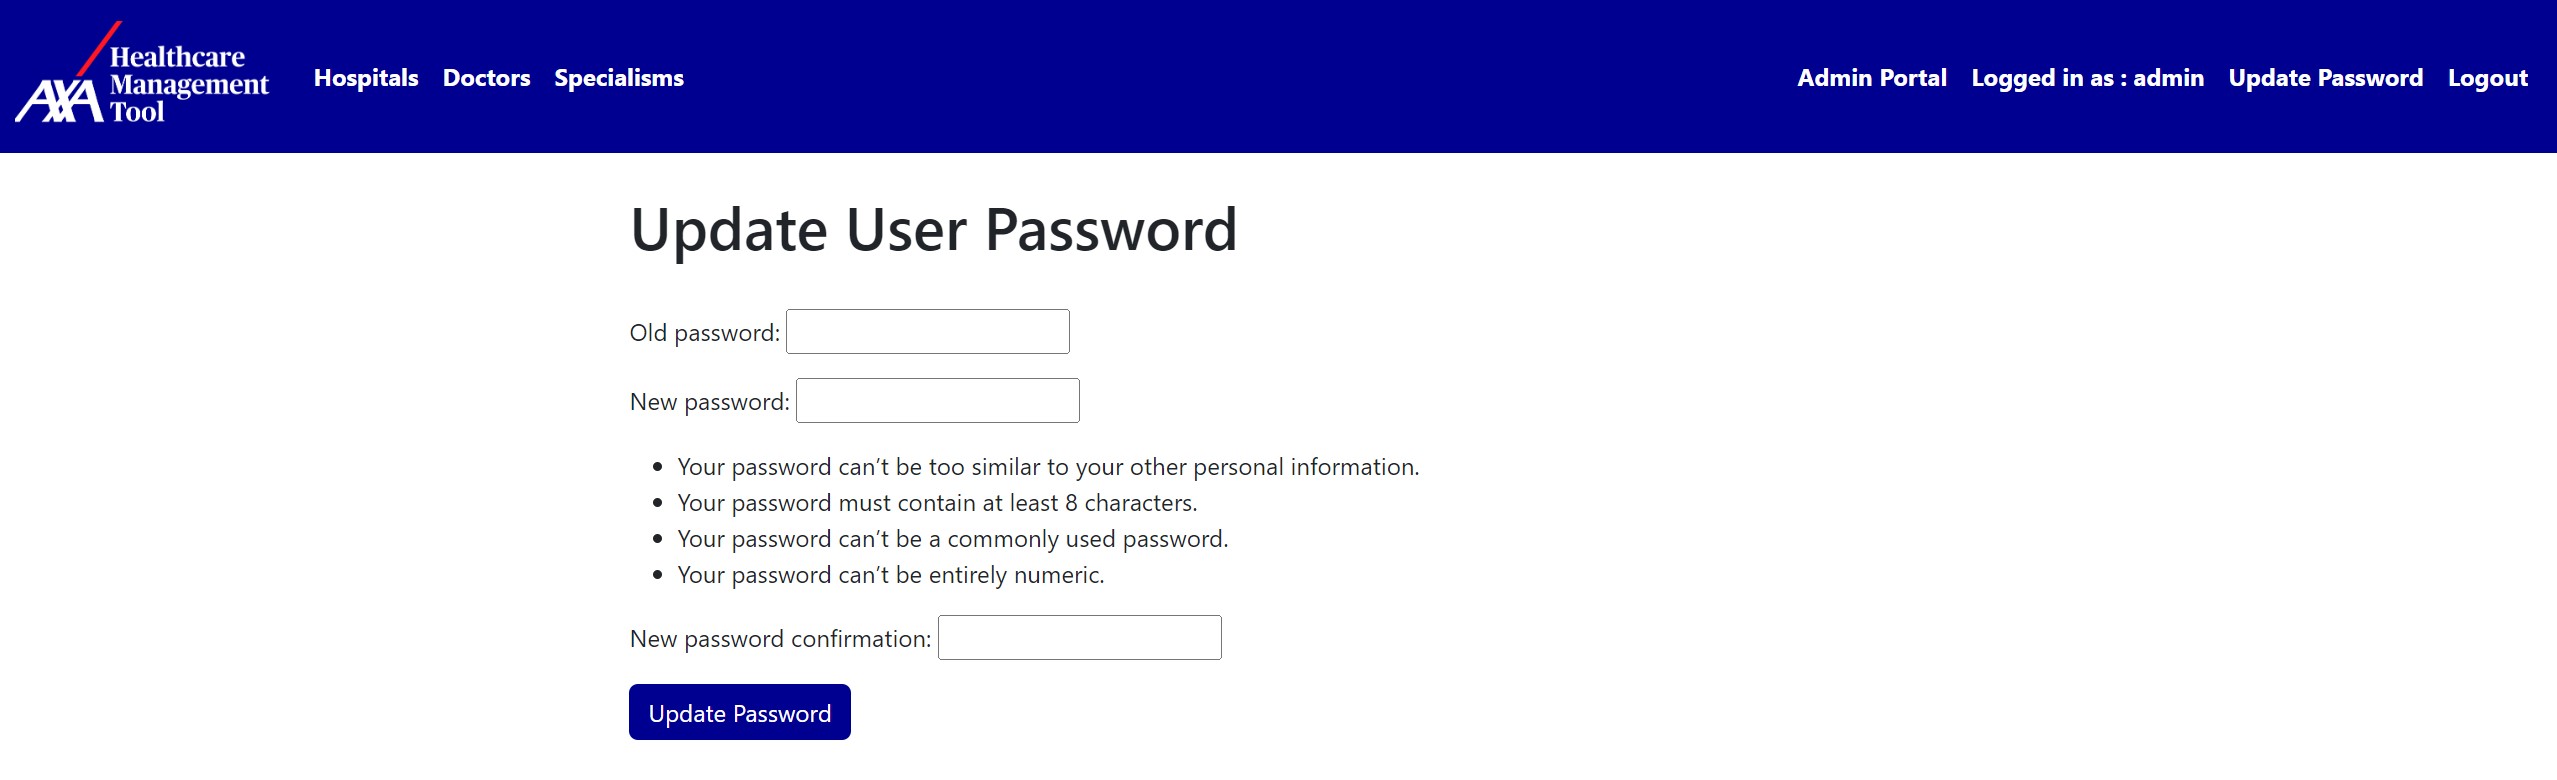 Healthcare
Management
Tool
AXA
Hospitals Doctors Specialisms
Admin Portal Logged in as : admin Update Password Logout
Update User Password
Old password:
New password:
• Your password can’t be too similar to your other personal information.
• Your password must contain at least 8 characters.
• Your password can’t be a commonly used password.
• Your password can’t be entirely numeric.
New password confirmation:
Update Password